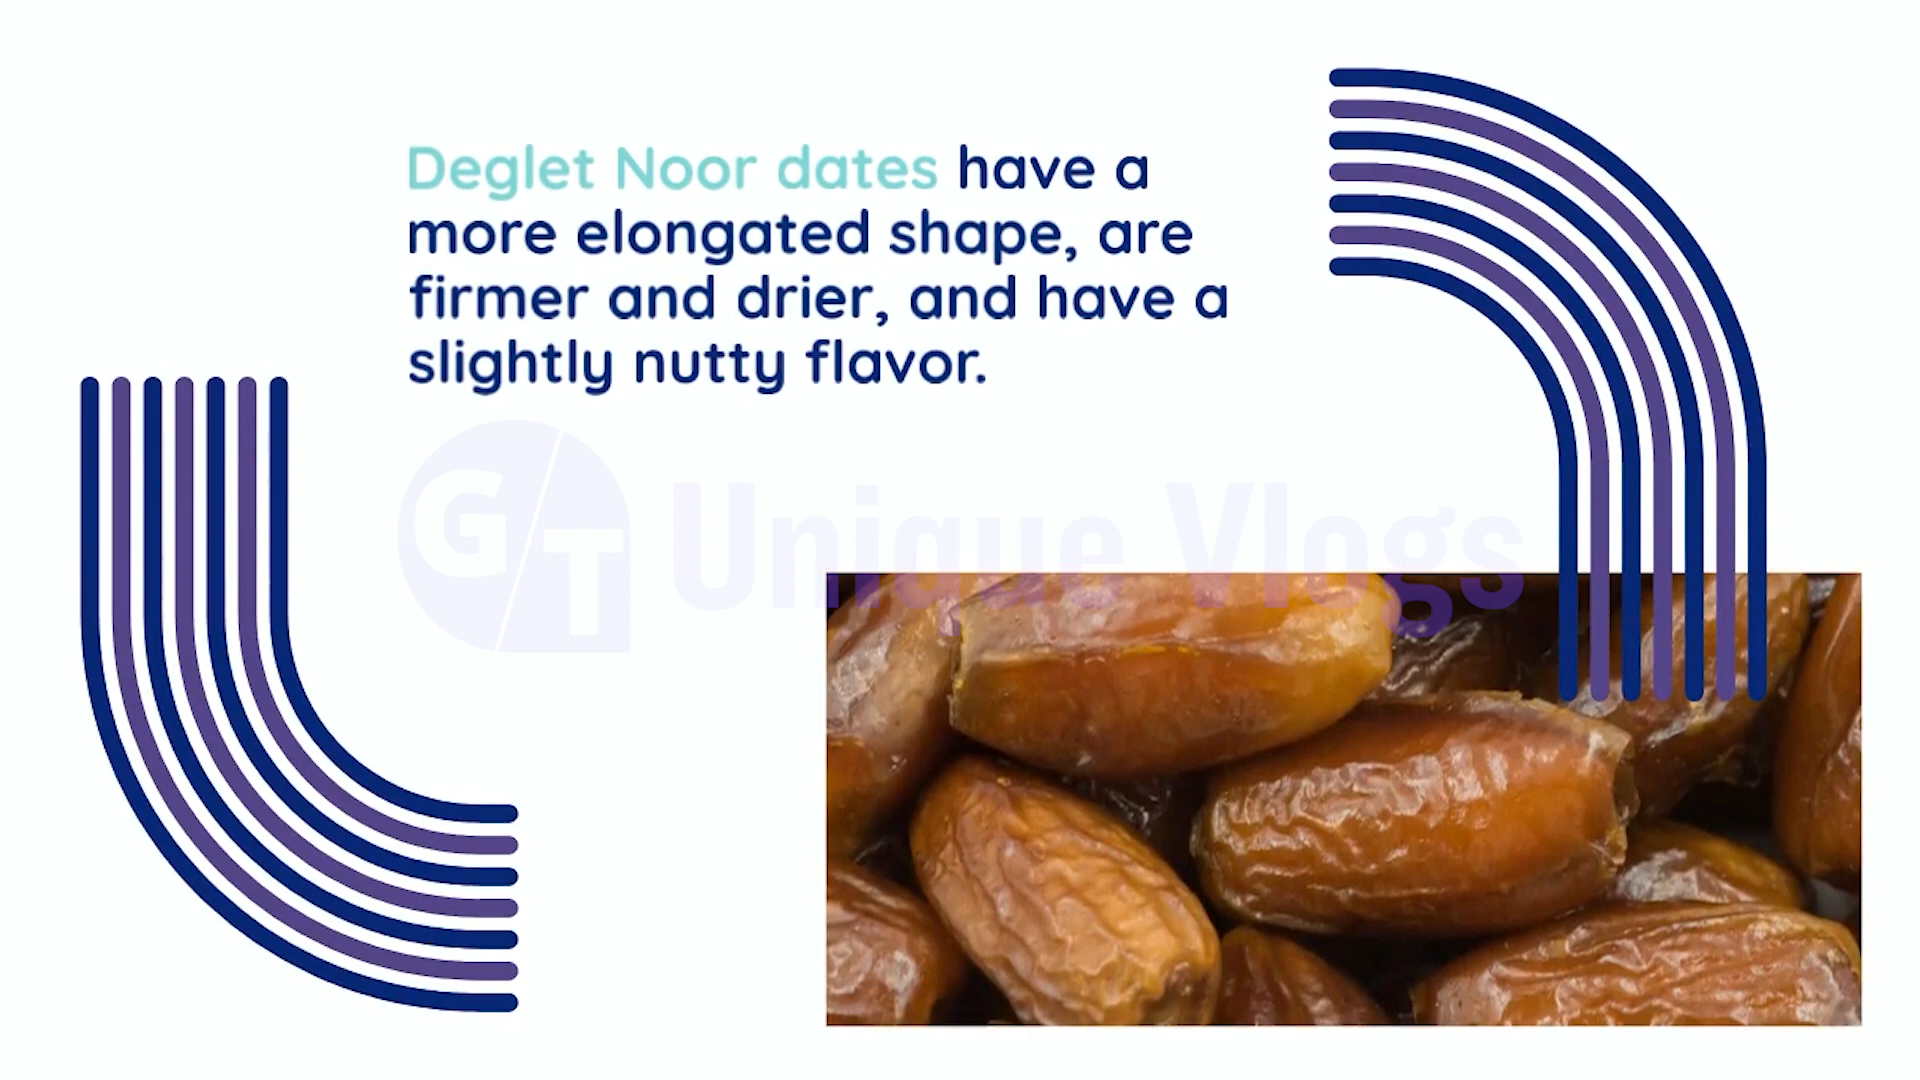 Deglet Noor dates have a
more elongated shape, are
firmer and drier, and have a
slightly nutty flavor.
GT Unique Vlogs